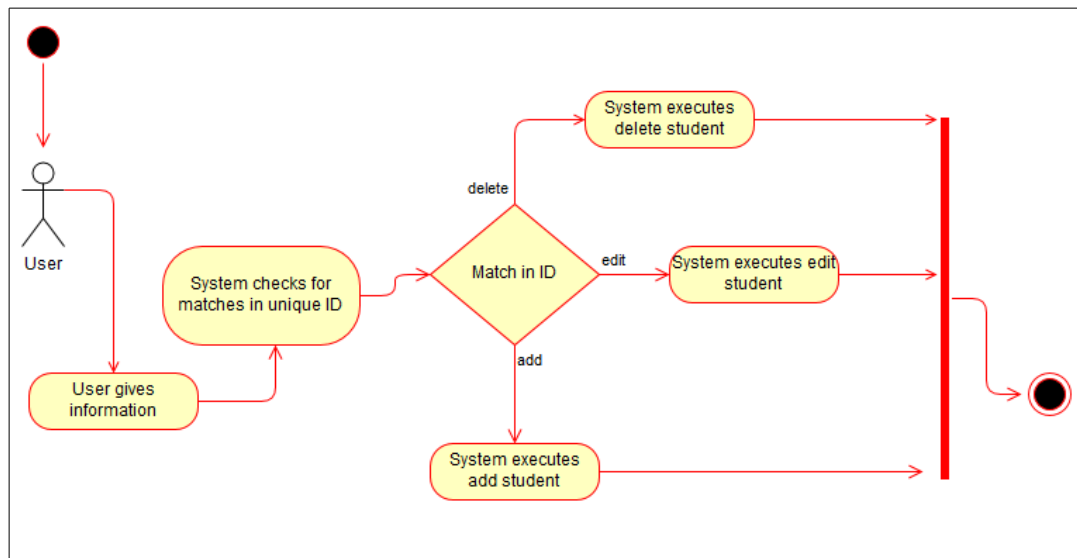 User
User gives
information
System checks for
matches in unique ID
Match in ID
delete
edit
add
System executes
delete student
System executes edit
student
System executes
add student